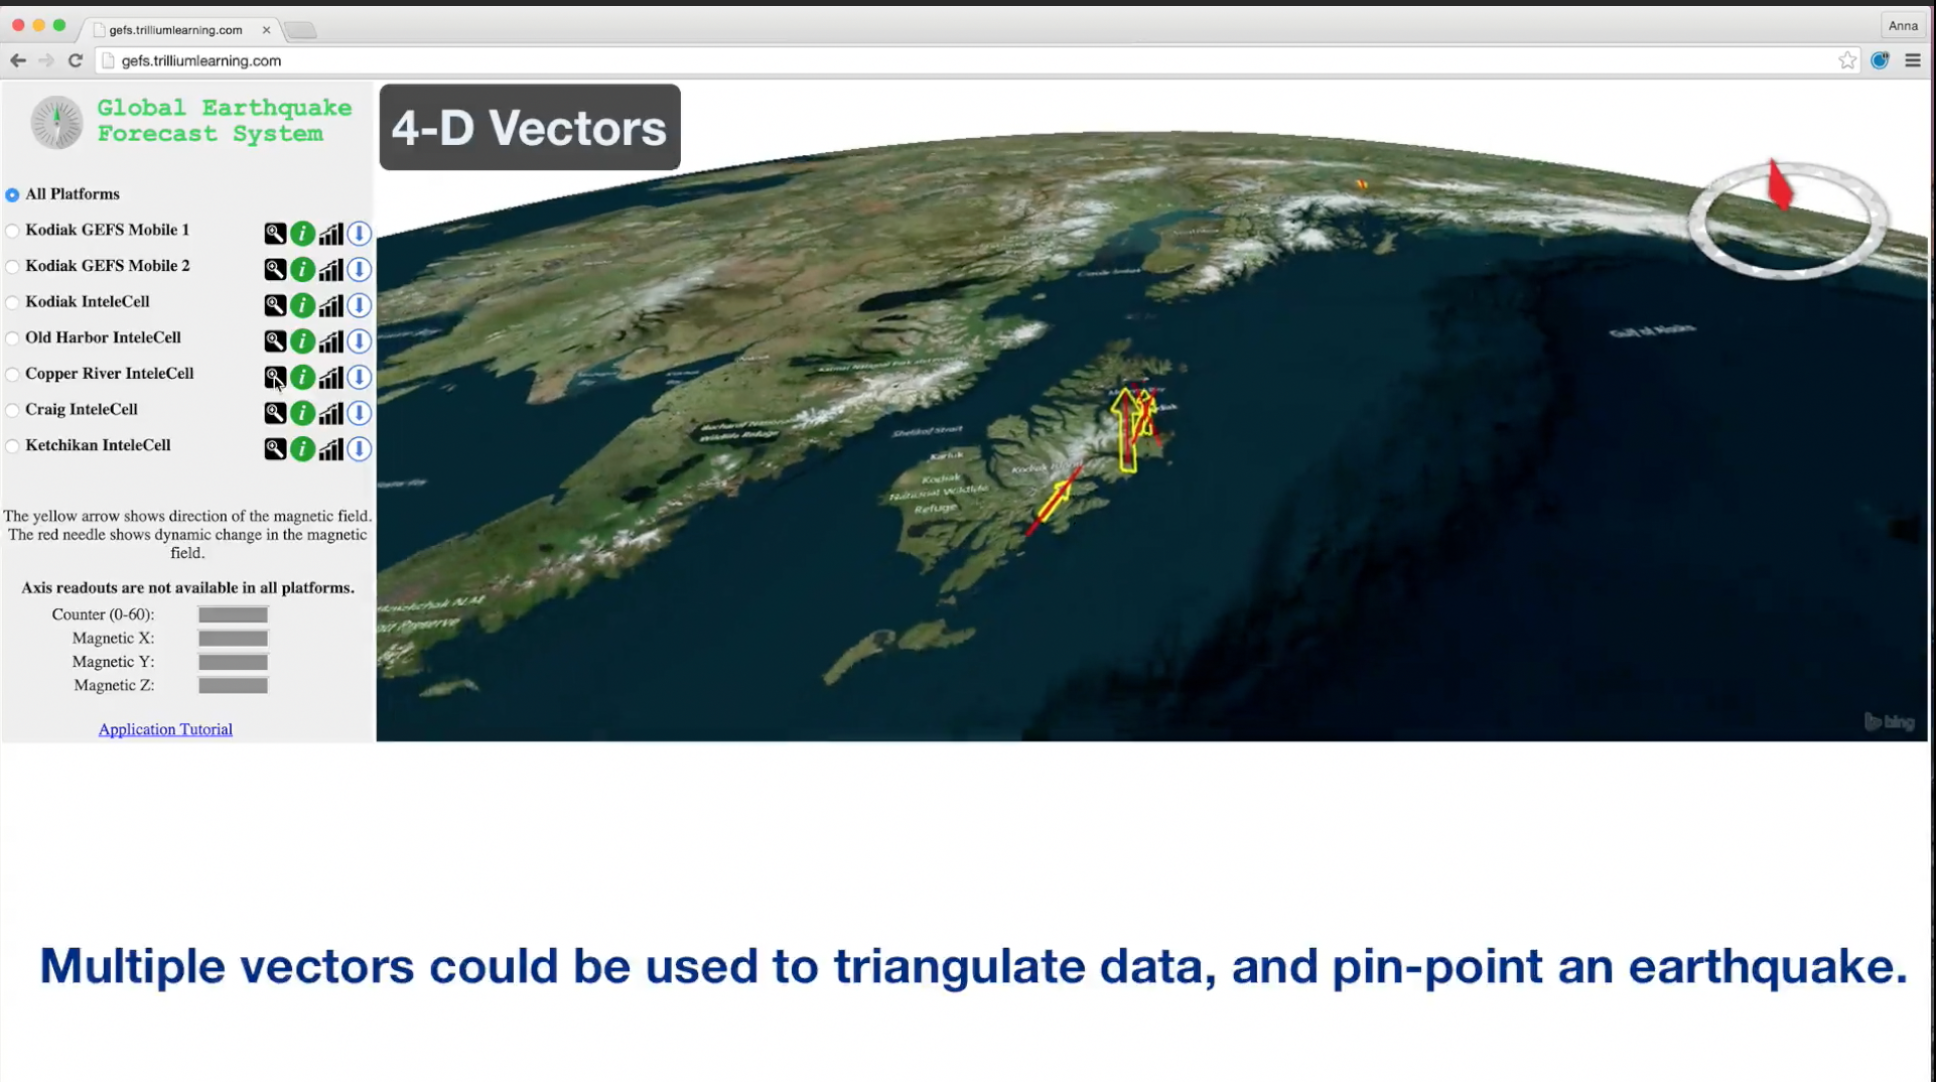 gefs.trilliumlearning.com
Anna
gefs.trilliumlearning.com
Global Earthquake
Forecast System
4-D Vectors
All Platforms
Kodiak GEFS Mobile 1
Kodiak GEFS Mobile 2
Kodiak InteleCell
Old Harbor InteleCell
Copper River InteleCell
Craig InteleCell
Ketchikan InteleCell
The yellow arrow shows direction of the magnetic field.
The red needle shows dynamic change in the magnetic
field.
Axis readouts are not available in all platforms.
Counter (0-60):
Magnetic X:
Magnetic Y:
Magnetic Z:
Application Tutorial
Gulf of Alaska
Shelikof Strait
Karluk
Kodiak Island
Kodiak
National Wildlife
Refuge
Wildlife Refuge
bing
Multiple vectors could be used to triangulate data, and pin-point an earthquake.